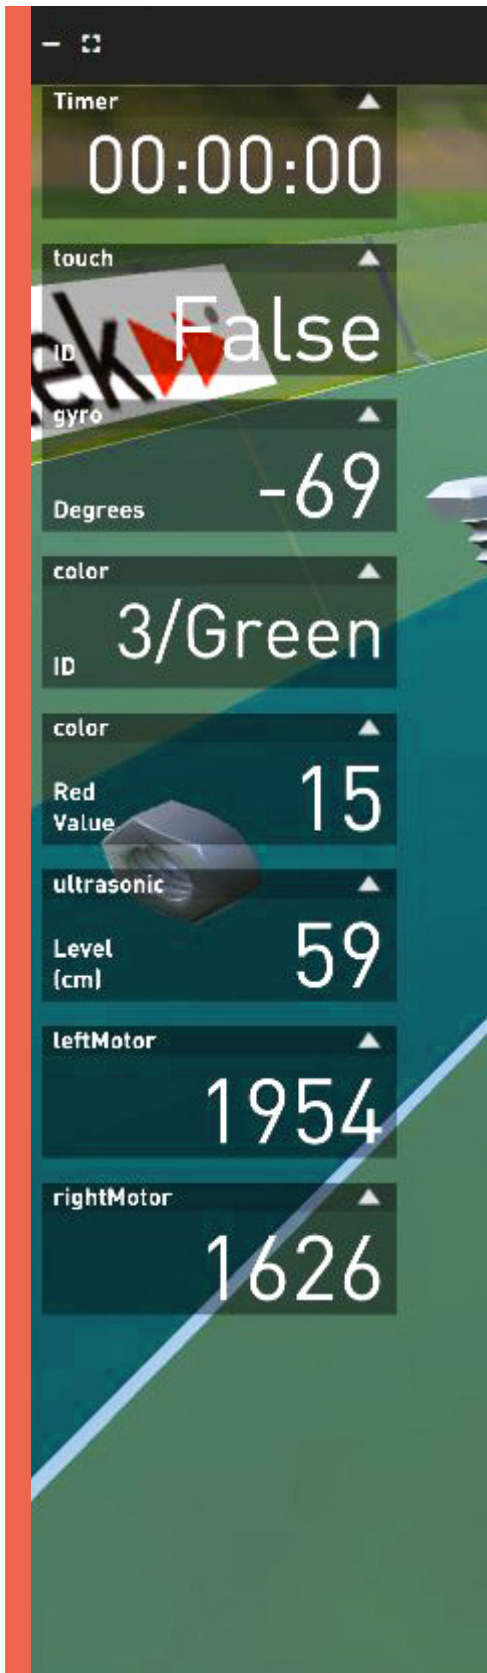 Timer
00:00:00
touch
ID
False
ek
gyro
Degrees
-69
color
ID
3/Green
color
Red
Value
15
ultrasonic
Level
(cm)
59
leftMotor
1954
rightMotor
1626